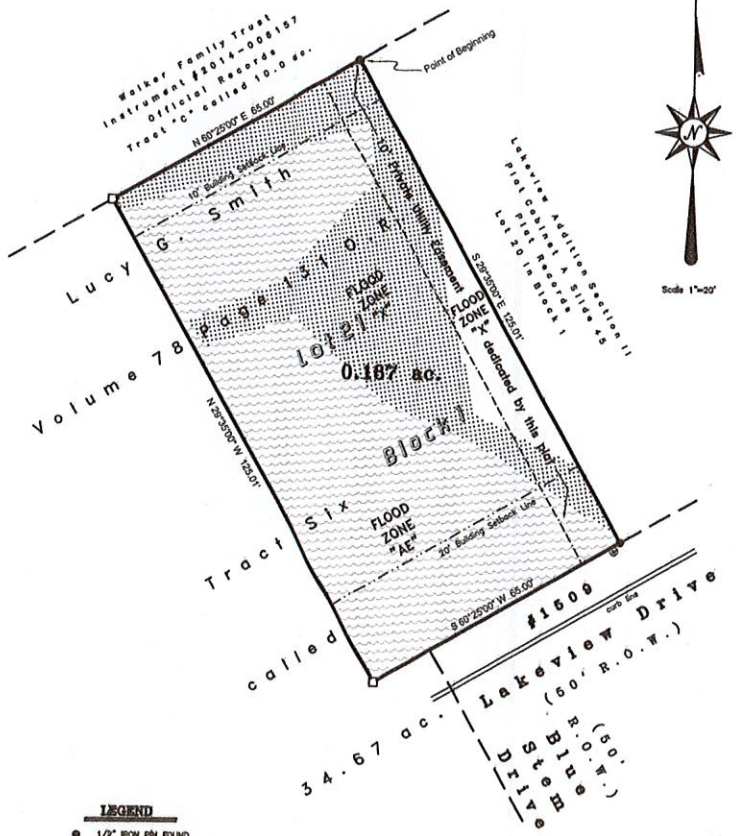 Walker Family Trust
Instrument #2014-006157
Official Records
Tract "C" called 10.0 ac.
N 60°25'00" E 65.00'
Point of Beginning
N
Scale 1"=20'
10' Building Setback Line
10' Private Utility Easement dedicated by this plat
S 29°35'00" E 125.01'
Lakeview Addition Section II
Plat Cabinet A Slide 45
Plat Records
Lot 20 in Block 1
Lucy G. Smith
Volume 78 Page 131 O.R.
Tract Six
called 34.67 ac.
FLOOD
ZONE
"X"
FLOOD
ZONE
"X"
Lot 21
0.187 ac.
Block 1
N 29°35'00" W 125.01'
FLOOD
ZONE
"AE"
20' Building Setback Line
S 60°25'00" W 65.00'
#1509
curb line
Lakeview Drive
(50' R.O.W.)
Blue Stem Drive
(50' R.O.W.)
LEGEND
1/2" IRON PIN FOUND